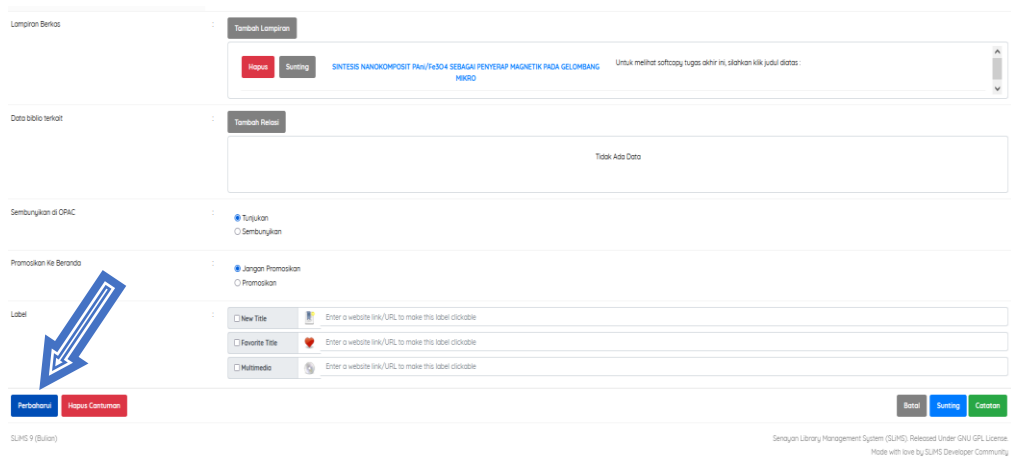 Lampiran Berkas : Tambah Lampiran
Hapus Sunting SINTESIS NANOKOMPOSIT PAni/Fe3O4 SEBAGAI PENYERAP MAGNETIK PADA GELOMBANG
MIKRO
Untuk melihat softcopy tugas akhir ini, silahkan klik judul diatas :
Data biblio terkait : Tambah Relasi
Tidak Ada Data
Sembunyikan di OPAC :
Tunjukan
Sembunyikan
Promosikan Ke Beranda :
Jangan Promosikan
Promosikan
Label :
New Title Enter a website link/URL to make this label clickable
Favorite Title Enter a website link/URL to make this label clickable
Multimedia Enter a website link/URL to make this label clickable
Perbaharui Hapus Cantuman Batal Sunting Catatan
SLIMS 9 (Bulian) Senayan Library Management System (SLiMS). Released Under GNU GPL License.
Made with love by SLiMS Developer Community